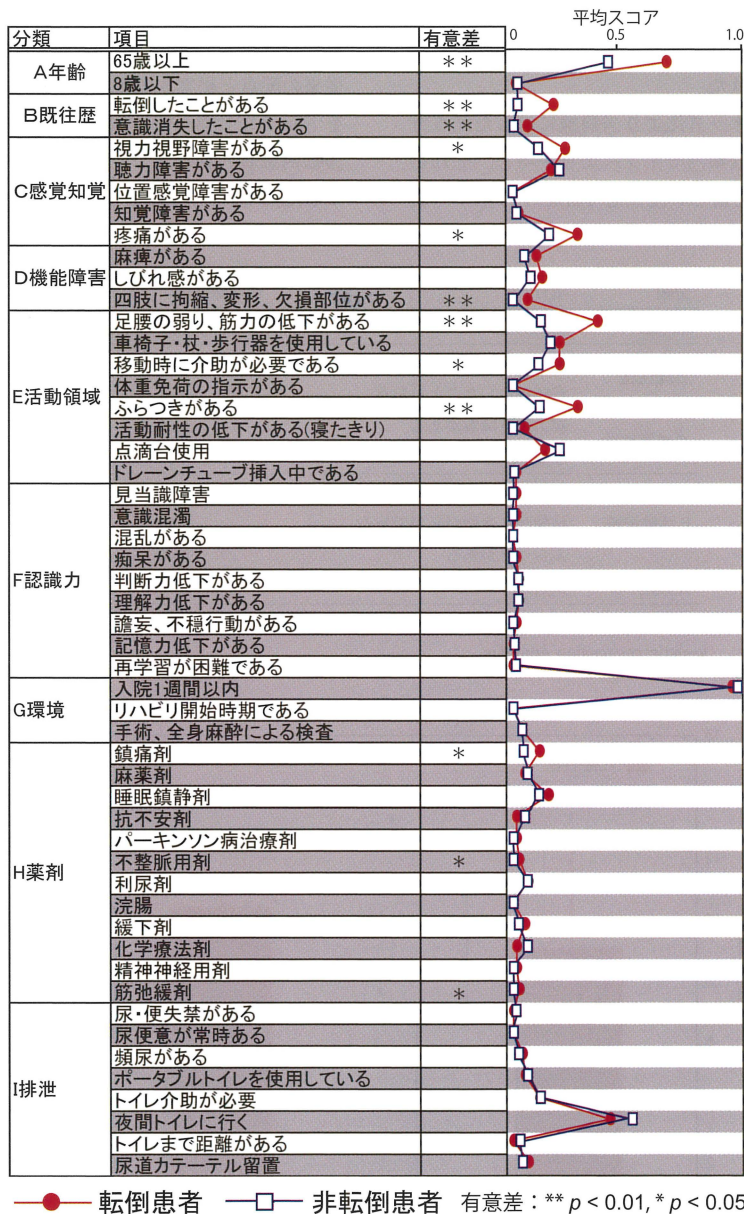 平均スコア
分類 項目 有意差 0 0.5 1.0
A年齢 65歳以上 **
8歳以下
B既往歴 転倒したことがある **
意識消失したことがある **
C感覚知覚 視力視野障害がある *
聴力障害がある
位置感覚障害がある
知覚障害がある
疼痛がある *
D機能障害 麻痺がある
しびれ感がある
四肢に拘縮、変形、欠損部位がある **
E活動領域 足腰の弱り、筋力の低下がある **
車椅子・杖・歩行器を使用している
移動時に介助が必要である *
体重免荷の指示がある
ふらつきがある **
活動耐性の低下がある(寝たきり)
点滴台使用
ドレーンチューブ挿入中である
F認識力 見当識障害
意識混濁
混乱がある
痴呆がある
判断力低下がある
理解力低下がある
譫妄、不穏行動がある
記憶力低下がある
再学習が困難である
G環境 入院1週間以内
リハビリ開始時期である
手術、全身麻酔による検査
H薬剤 鎮痛剤 *
麻薬剤
睡眠鎮静剤
抗不安剤
パーキンソン病治療剤
不整脈用剤 *
利尿剤
浣腸
緩下剤
化学療法剤
精神神経用剤
筋弛緩剤 *
I排泄 尿・便失禁がある
尿便意が常時ある
頻尿がある
ポータブルトイレを使用している
トイレ介助が必要
夜間トイレに行く
トイレまで距離がある
尿道カテーテル留置
転倒患者 非転倒患者 有意差：** p < 0.01, * p < 0.05